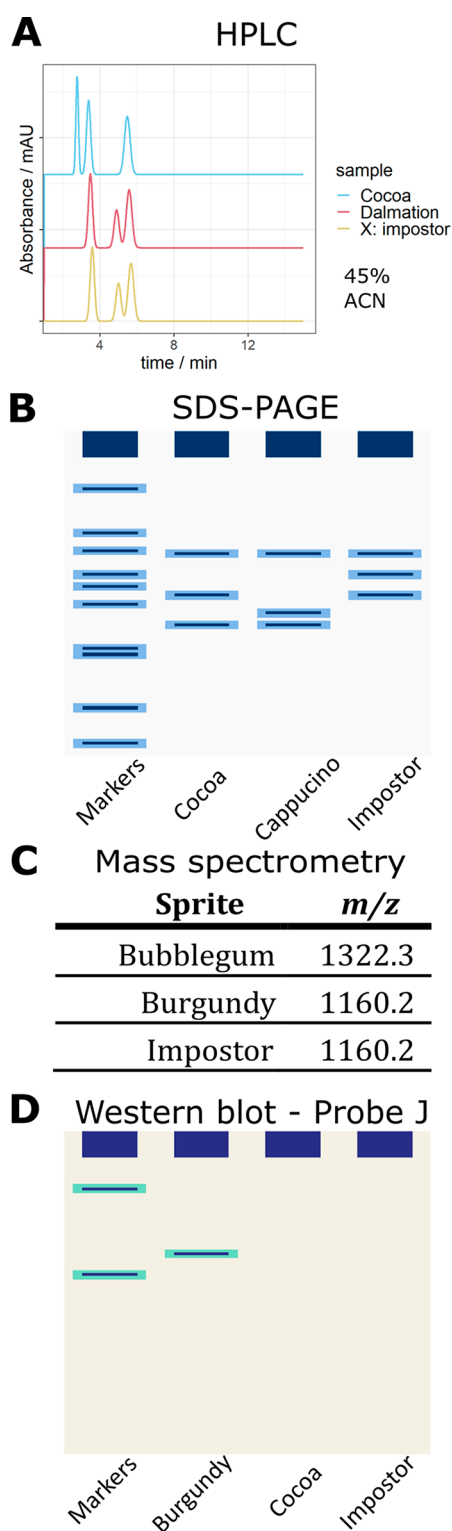 A
HPLC
Absorbance / mAU
sample
Cocoa
Dalmation
X: impostor
45%
ACN
4
8
12
time / min
B
SDS-PAGE
Markers
Cocoa
Cappucino
Impostor
C
Mass spectrometry
Sprite m/z
Bubblegum 1322.3
Burgundy 1160.2
Impostor 1160.2
D
Western blot - Probe J
Markers
Burgundy
Cocoa
Impostor